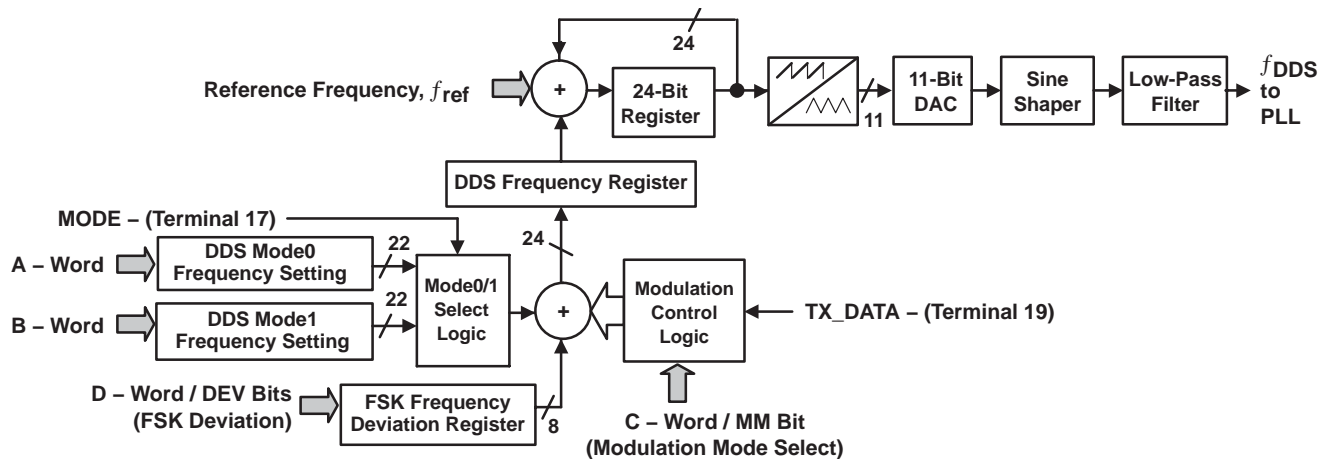 24
Reference Frequency, fref
+
24-Bit
Register
11
11-Bit
DAC
Sine
Shaper
Low-Pass
Filter
fDDS
to
PLL
DDS Frequency Register
MODE – (Terminal 17)
24
A – Word
DDS Mode0
Frequency Setting
22
B – Word
DDS Mode1
Frequency Setting
22
Mode0/1
Select
Logic
+
Modulation
Control
Logic
TX_DATA – (Terminal 19)
D – Word / DEV Bits
(FSK Deviation)
FSK Frequency
Deviation Register
8
C – Word / MM Bit
(Modulation Mode Select)